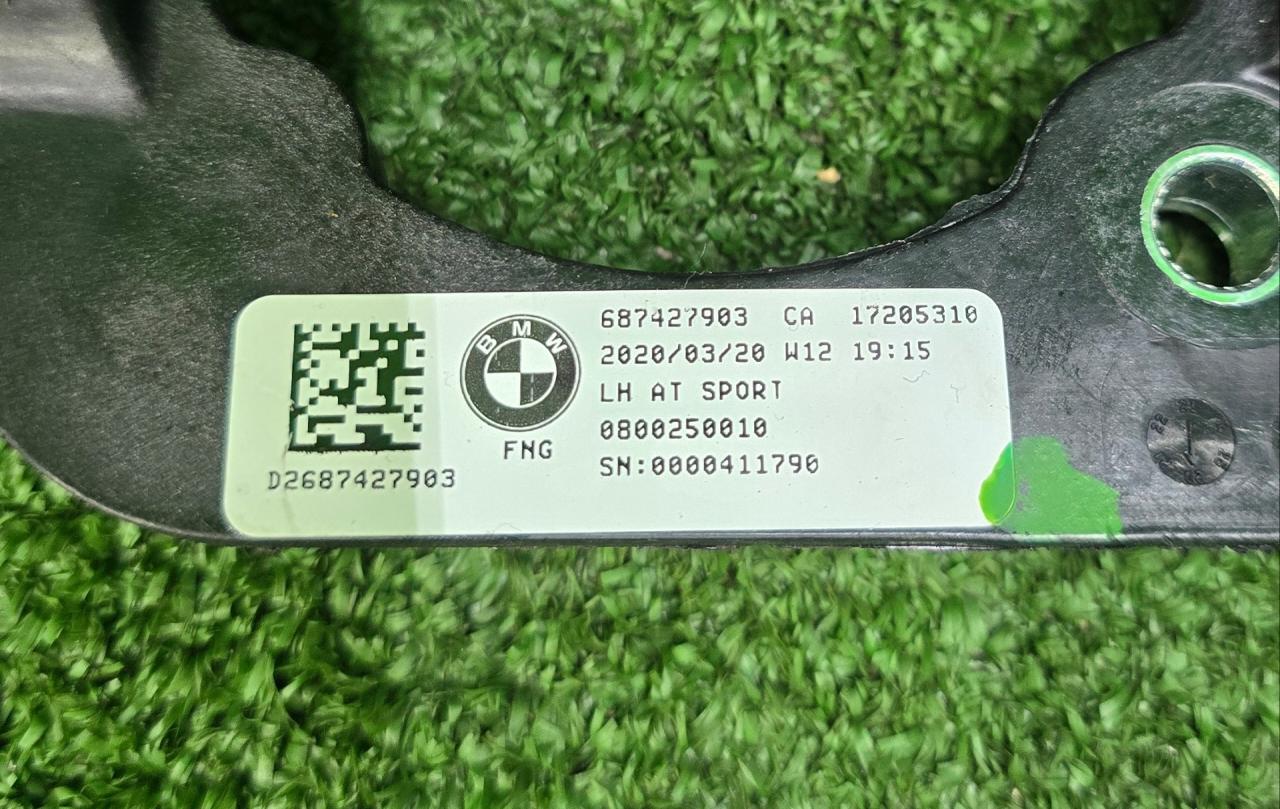 687427903 CA 17205310
2020/03/20 W12 19:15
LH AT SPORT
0800250010
SN:0000411790
BMW
FNG
D2687427903